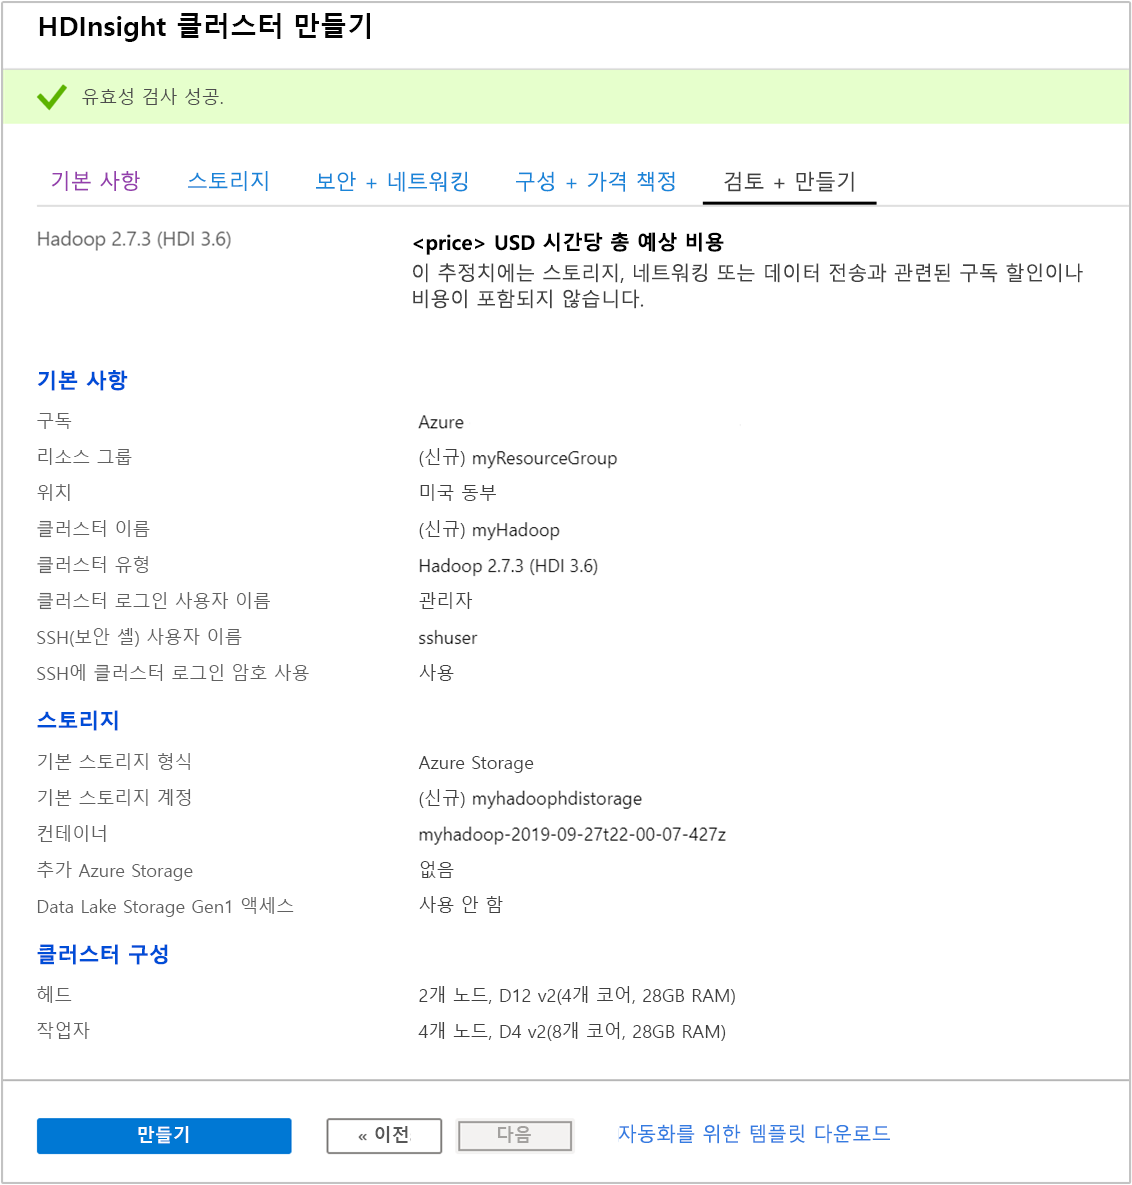 HDInsight 클러스터 만들기
유효성 검사 성공.
기본 사항 스토리지 보안 + 네트워킹 구성 + 가격 책정 검토 + 만들기
Hadoop 2.7.3 (HDI 3.6)
<price> USD 시간당 총 예상 비용
이 추정치에는 스토리지, 네트워킹 또는 데이터 전송과 관련된 구독 할인이나
비용이 포함되지 않습니다.
기본 사항
구독 Azure
리소스 그룹 (신규) myResourceGroup
위치 미국 동부
클러스터 이름 (신규) myHadoop
클러스터 유형 Hadoop 2.7.3 (HDI 3.6)
클러스터 로그인 사용자 이름 관리자
SSH(보안 셸) 사용자 이름 sshuser
SSH에 클러스터 로그인 암호 사용 사용
스토리지
기본 스토리지 형식 Azure Storage
기본 스토리지 계정 (신규) myhadoophdistorage
컨테이너 myhadoop-2019-09-27t22-00-07-427z
추가 Azure Storage 없음
Data Lake Storage Gen1 액세스 사용 안 함
클러스터 구성
헤드 2개 노드, D12 v2(4개 코어, 28GB RAM)
작업자 4개 노드, D4 v2(8개 코어, 28GB RAM)
만들기 « 이전 다음 자동화를 위한 템플릿 다운로드